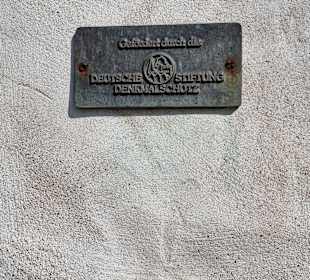 Gefördert durch die
DEUTSCHE STIFTUNG
DENKMALSCHUTZ